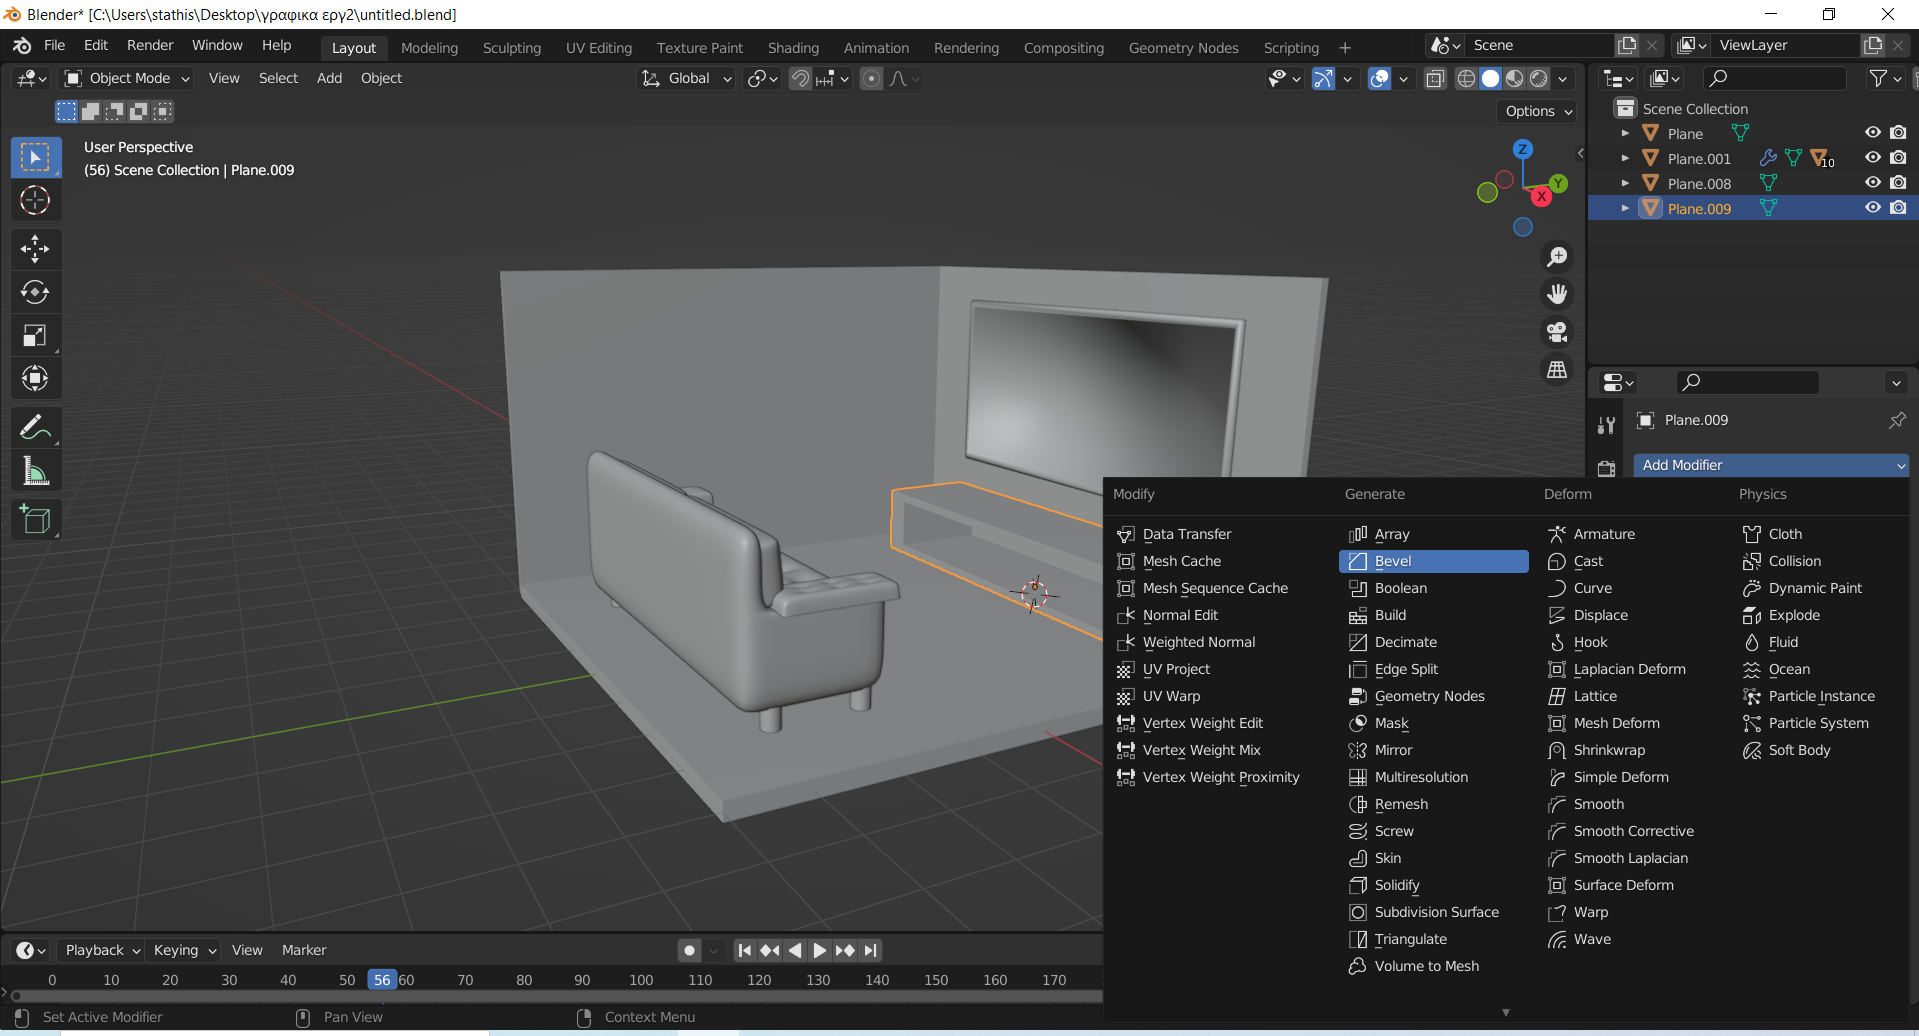 Blender* [C:\Users\stathis\Desktop\γραφικα εργ2\untitled.blend]
File Edit Render Window Help Layout Modeling Sculpting UV Editing Texture Paint Shading Animation Rendering Compositing Geometry Nodes Scripting + Scene ViewLayer
Object Mode View Select Add Object Global
Options
User Perspective
(56) Scene Collection | Plane.009
Z
Y
X
Scene Collection
Plane
Plane.001 10
Plane.008
Plane.009
Plane.009
Add Modifier
Modify Generate Deform Physics
Data Transfer Array Armature Cloth
Mesh Cache Bevel Cast Collision
Mesh Sequence Cache Boolean Curve Dynamic Paint
Normal Edit Build Displace Explode
Weighted Normal Decimate Hook Fluid
UV Project Edge Split Laplacian Deform Ocean
UV Warp Geometry Nodes Lattice Particle Instance
Vertex Weight Edit Mask Mesh Deform Particle System
Vertex Weight Mix Mirror Shrinkwrap Soft Body
Vertex Weight Proximity Multiresolution Simple Deform
Remesh Smooth
Screw Smooth Corrective
Skin Smooth Laplacian
Solidify Surface Deform
Subdivision Surface Warp
Triangulate Wave
Volume to Mesh
Playback Keying View Marker
0 10 20 30 40 50 56 60 70 80 90 100 110 120 130 140 150 160 170
Set Active Modifier Pan View Context Menu